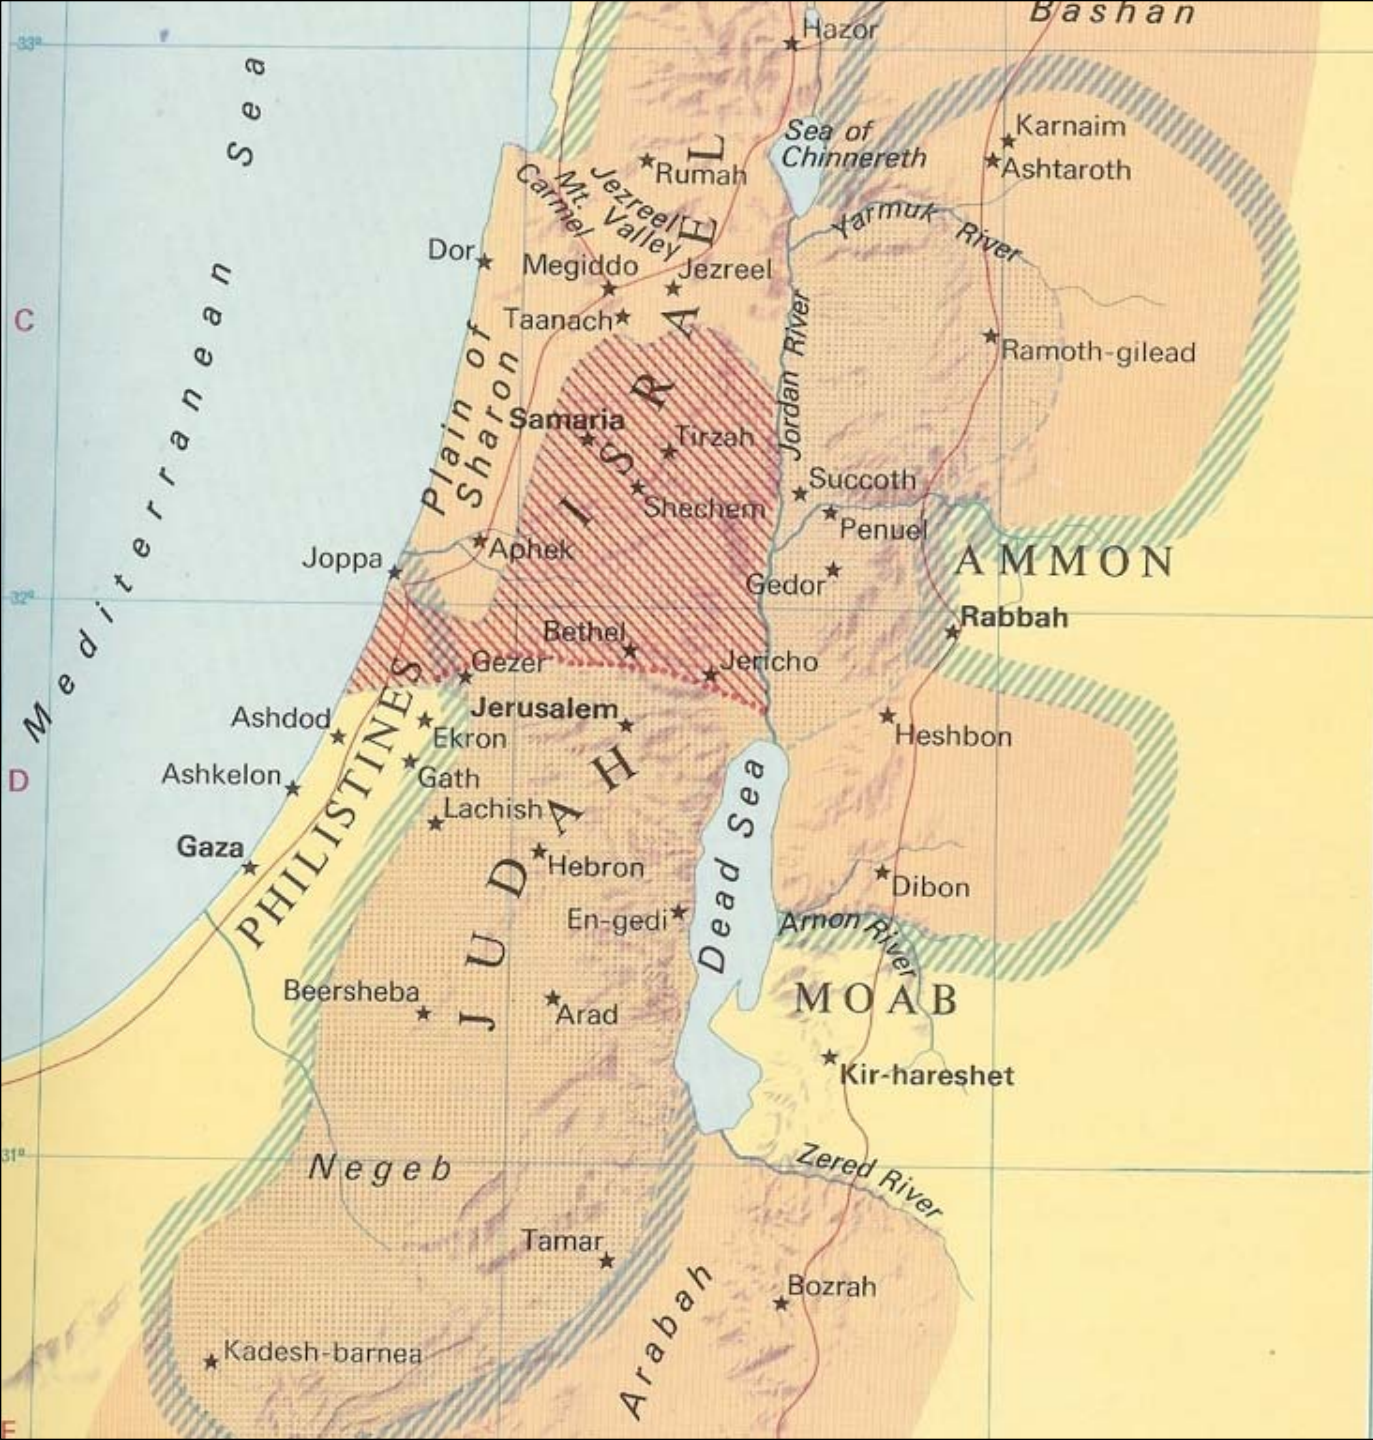 Bashan
Hazor
33°
Mediterranean Sea
Sea of
Chinnereth
Karnaim
Ashtaroth
Rumah
Jezreel
Valley
Mt.
Carmel
Yarmuk River
Dor
Megiddo
Jezreel
Taanach
C
ISRAEL
Jordan River
Ramoth-gilead
Plain of
Sharon
Samaria
Tirzah
Shechem
Succoth
Penuel
Joppa
Aphek
AMMON
Gedor
32°
Rabbah
Bethel
Gezer
Jericho
Jerusalem
Ashdod
Ekron
Heshbon
D
Ashkelon
Gath
PHILISTINES
Lachish
JUDAH
Dead Sea
Gaza
Hebron
Dibon
En-gedi
Arnon River
Beersheba
Arad
MOAB
Kir-hareshet
31°
Negeb
Zered River
Tamar
Bozrah
Arabah
Kadesh-barnea